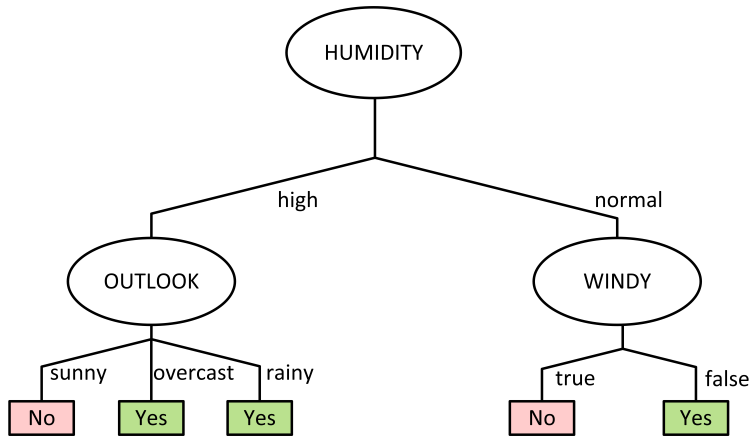 HUMIDITY
high
normal
OUTLOOK
WINDY
sunny
overcast
rainy
true
false
No
Yes
Yes
No
Yes